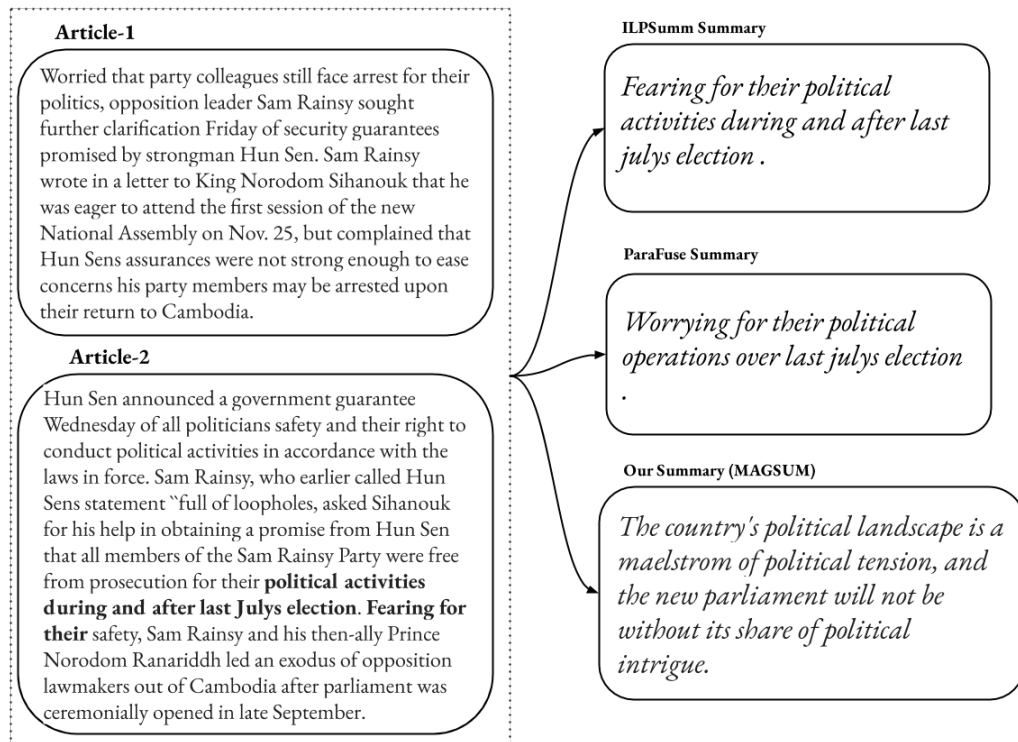 Article-1
Worried that party colleagues still face arrest for their
politics, opposition leader Sam Rainsy sought
further clarification Friday of security guarantees
promised by strongman Hun Sen. Sam Rainsy
wrote in a letter to King Norodom Sihanouk that he
was eager to attend the first session of the new
National Assembly on Nov. 25, but complained that
Hun Sens assurances were not strong enough to ease
concerns his party members may be arrested upon
their return to Cambodia.
Article-2
Hun Sen announced a government guarantee
Wednesday of all politicians safety and their right to
conduct political activities in accordance with the
laws in force. Sam Rainsy, who earlier called Hun
Sens statement ``full of loopholes, asked Sihanouk
for his help in obtaining a promise from Hun Sen
that all members of the Sam Rainsy Party were free
from prosecution for their political activities
during and after last Julys election. Fearing for
their safety, Sam Rainsy and his then-ally Prince
Norodom Ranariddh led an exodus of opposition
lawmakers out of Cambodia after parliament was
ceremonially opened in late September.
ILPSumm Summary
Fearing for their political
activities during and after last
julys election .
ParaFuse Summary
Worrying for their political
operations over last julys election
.
Our Summary (MAGSUM)
The country's political landscape is a
maelstrom of political tension, and
the new parliament will not be
without its share of political
intrigue.